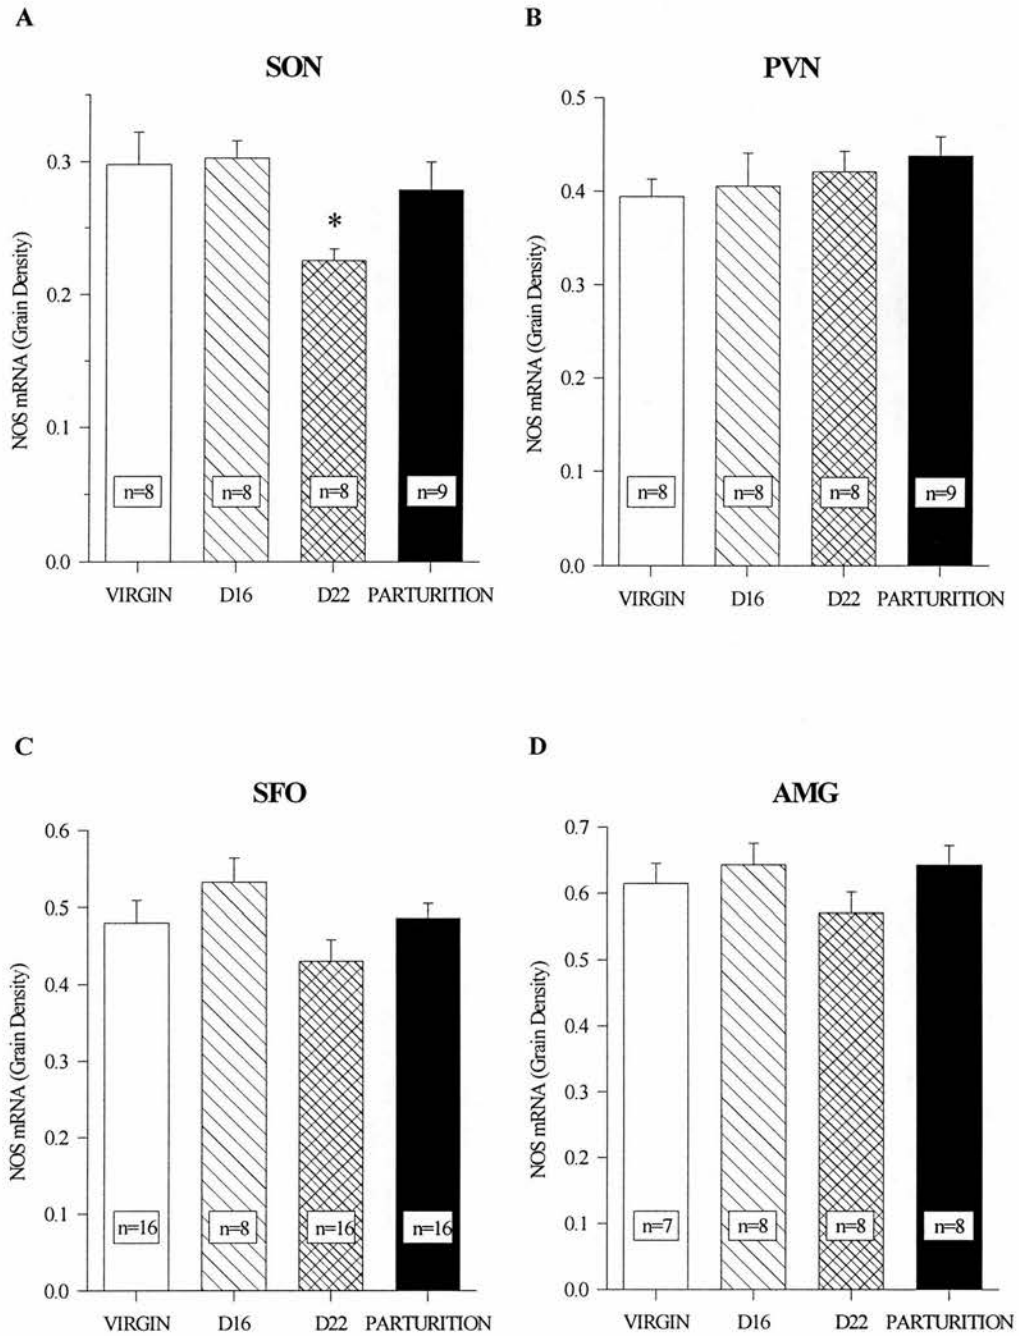 A
SON
NOS mRNA (Grain Density)
0.3
0.2
0.1
0.0
*
n=8
n=8
n=8
n=9
VIRGIN
D16
D22
PARTURITION
B
PVN
NOS mRNA (Grain Density)
0.5
0.4
0.3
0.2
0.1
0.0
n=8
n=8
n=8
n=9
VIRGIN
D16
D22
PARTURITION
C
SFO
NOS mRNA (Grain Density)
0.6
0.5
0.4
0.3
0.2
0.1
0.0
n=16
n=8
n=16
n=16
VIRGIN
D16
D22
PARTURITION
D
AMG
NOS mRNA (Grain Density)
0.7
0.6
0.5
0.4
0.3
0.2
0.1
0.0
n=7
n=8
n=8
n=8
VIRGIN
D16
D22
PARTURITION